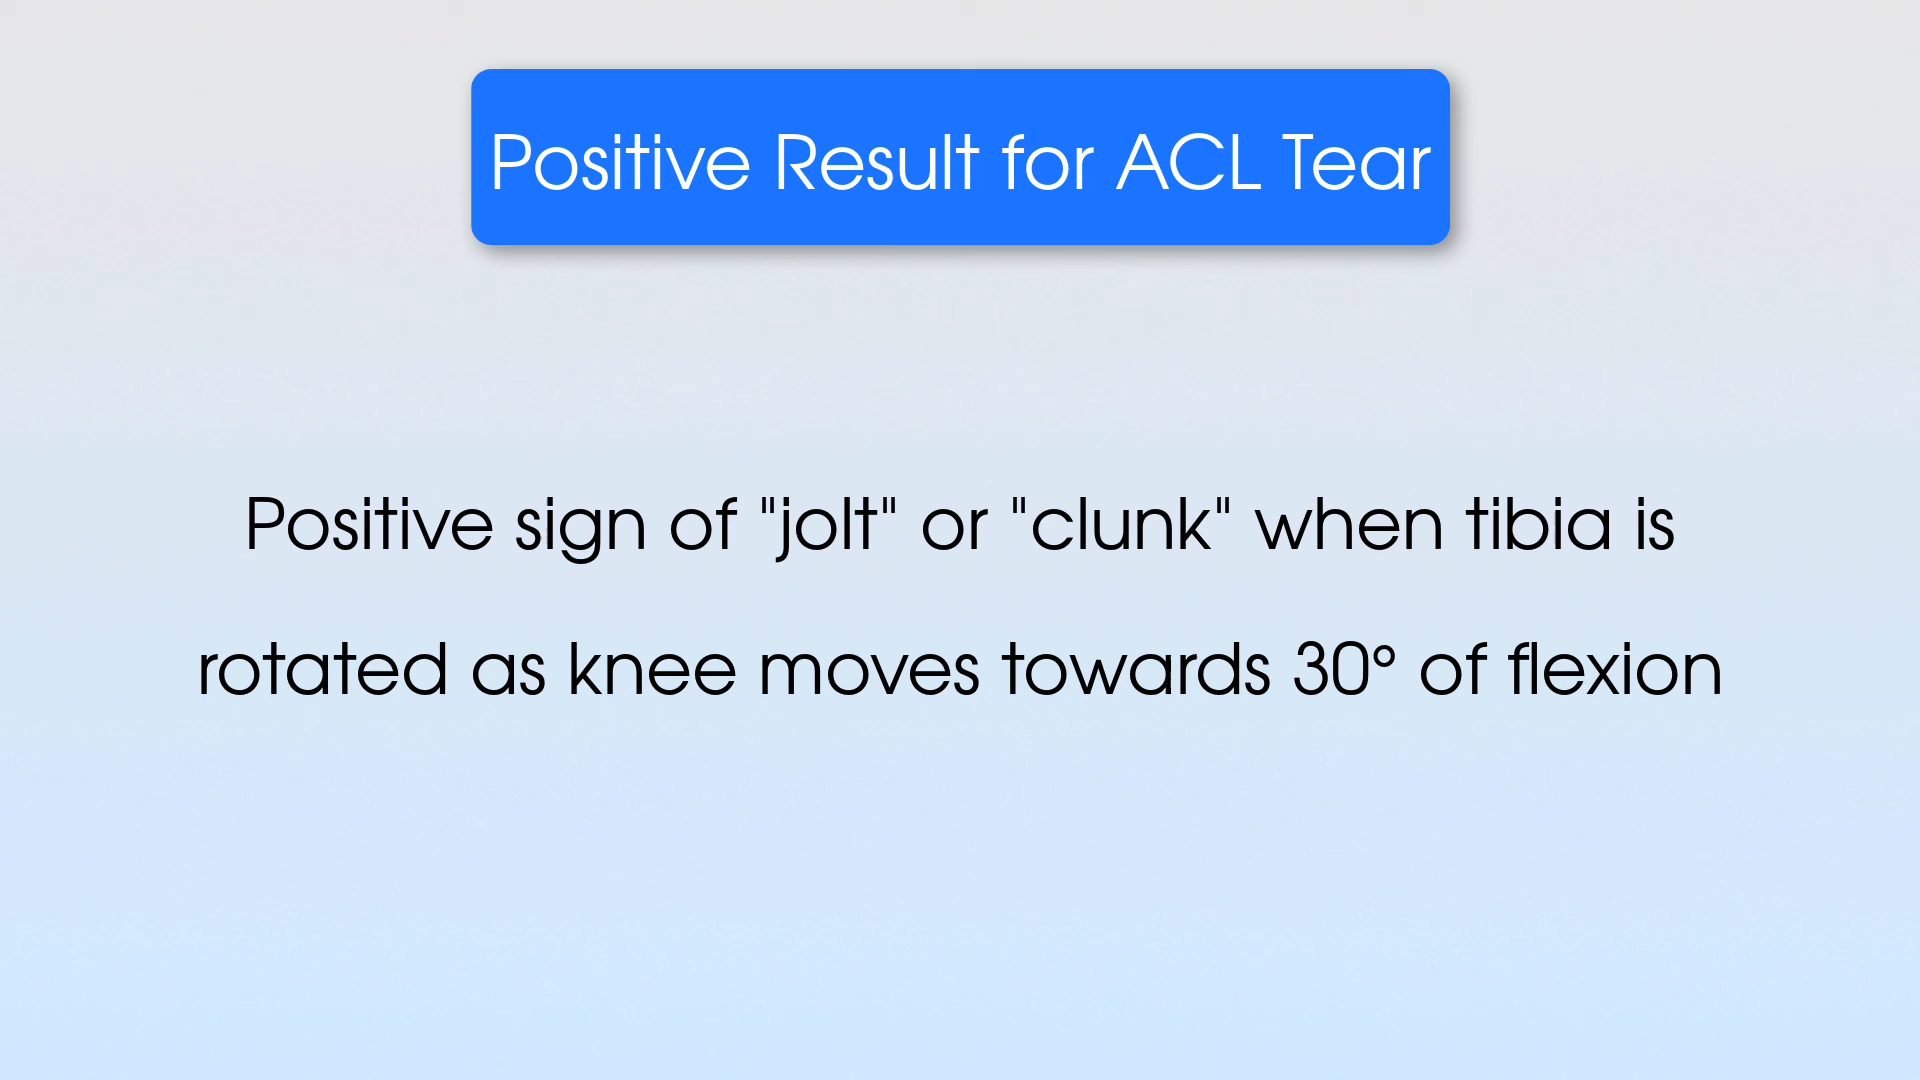 Positive Result for ACL Tear
Positive sign of "jolt" or "clunk" when tibia is
rotated as knee moves towards 30° of flexion